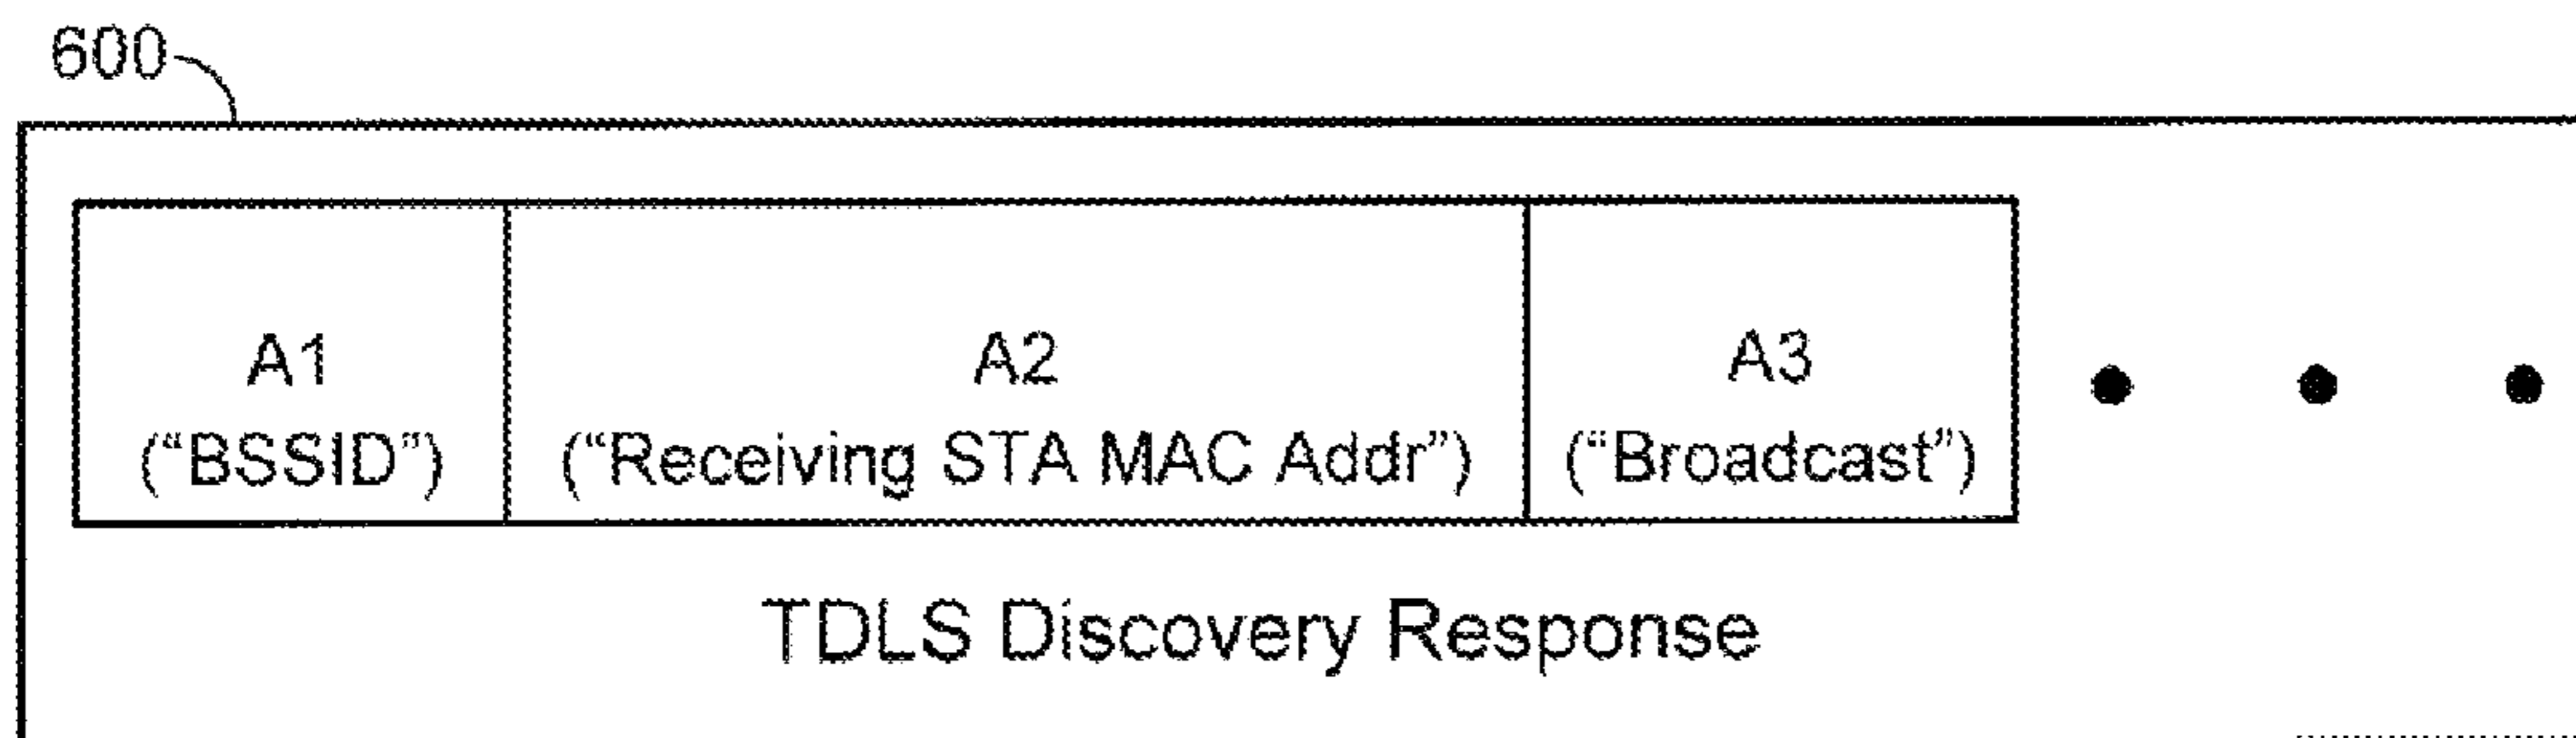 600
A1
("BSSID")
A2
("Receiving STA MAC Addr")
A3
("Broadcast")
TDLS Discovery Response